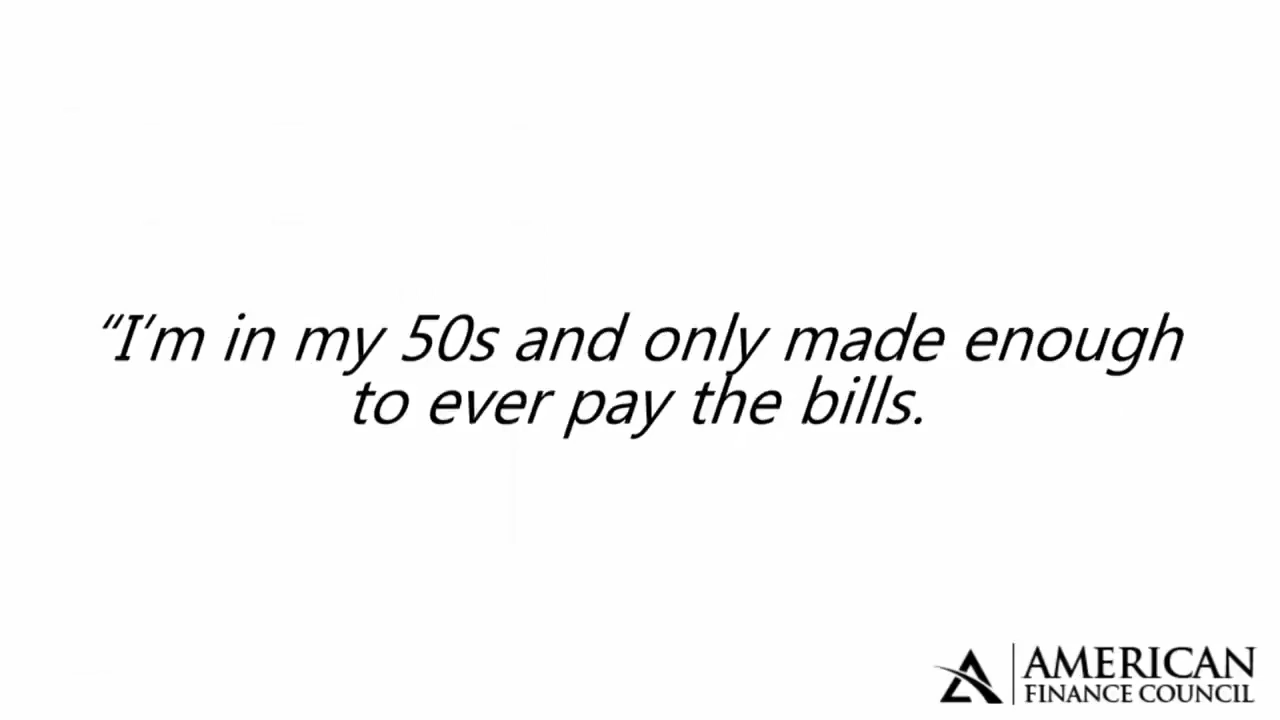 “I’m in my 50s and only made enough
to ever pay the bills.
AMERICAN
FINANCE COUNCIL